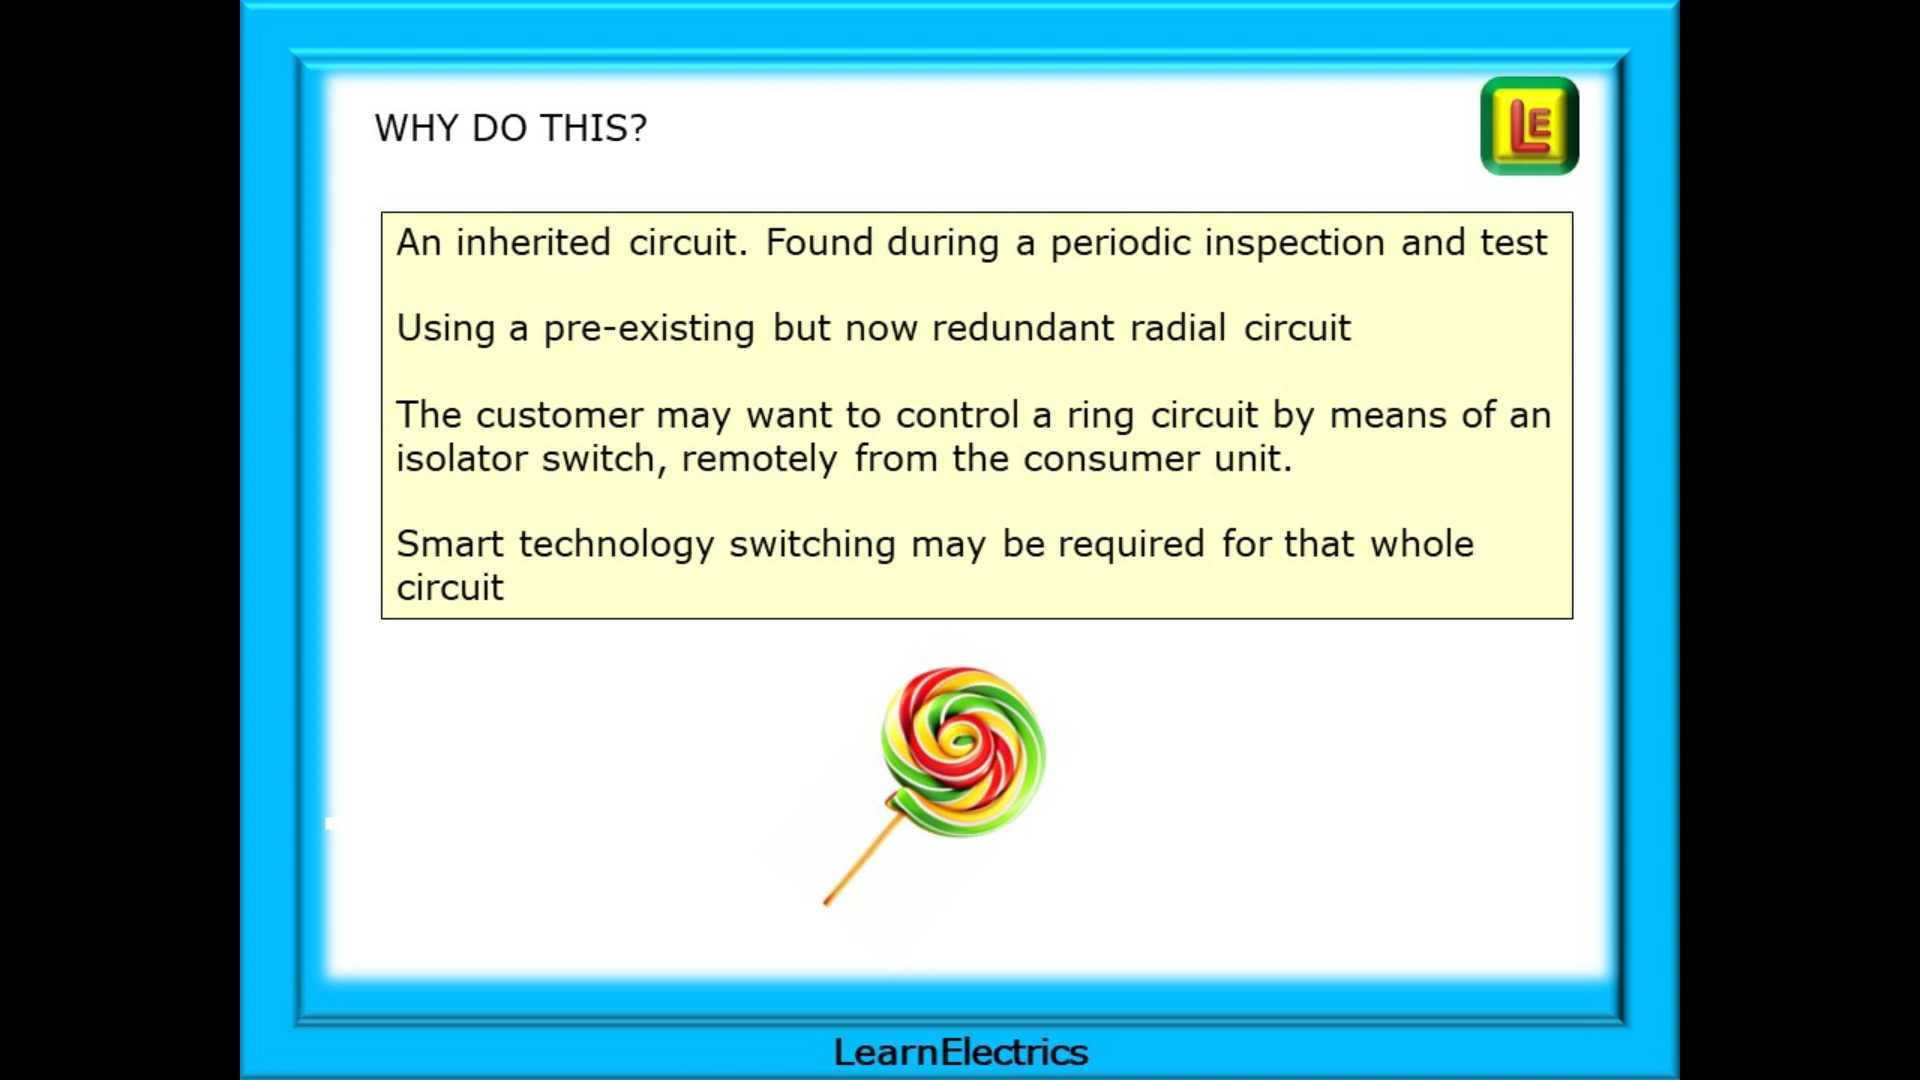 WHY DO THIS?
LE
An inherited circuit. Found during a periodic inspection and test
Using a pre-existing but now redundant radial circuit
The customer may want to control a ring circuit by means of an
isolator switch, remotely from the consumer unit.
Smart technology switching may be required for that whole
circuit
LearnElectrics